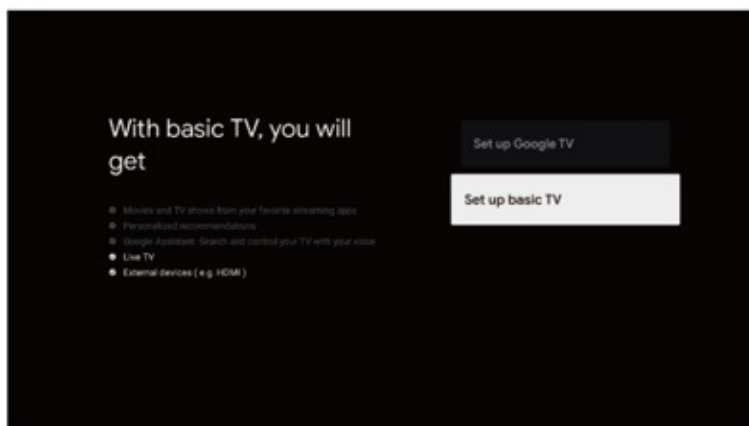 With basic TV, you will
get
Movies and TV shows from your favorite streaming apps
Personalized recommendations
Google Assistant: Search and control your TV with your voice
Live TV
External devices ( e.g. HDMI )
Set up Google TV
Set up basic TV